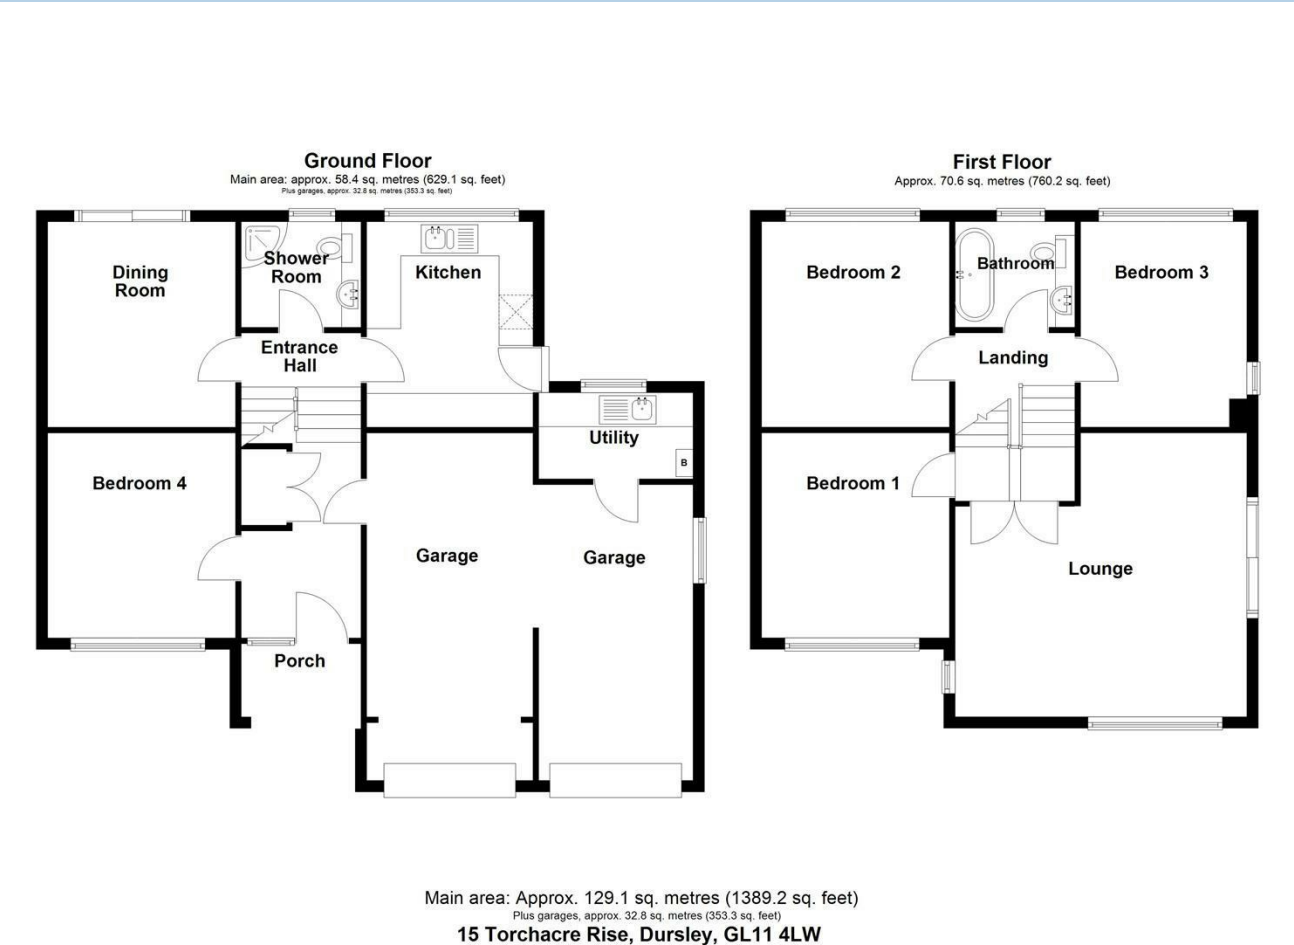 Ground Floor
Main area: approx. 58.4 sq. metres (629.1 sq. feet)
Plus garages, approx. 32.8 sq. metres (353.3 sq. feet)
Dining
Room
Shower
Room
Kitchen
Entrance
Hall
Utility
B
Bedroom 4
Garage
Garage
Porch
First Floor
Approx. 70.6 sq. metres (760.2 sq. feet)
Bedroom 2
Bathroom
Bedroom 3
Landing
Bedroom 1
Lounge
Main area: Approx. 129.1 sq. metres (1389.2 sq. feet)
Plus garages, approx. 32.8 sq. metres (353.3 sq. feet)
15 Torchacre Rise, Dursley, GL11 4LW